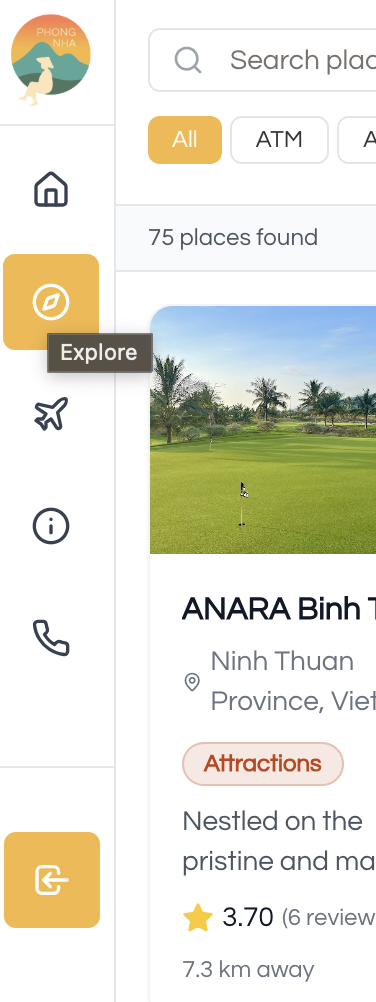 PHONG
NHA
Search plac
All
ATM
A
75 places found
Explore
ANARA Binh T
Ninh Thuan
Province, Viet
Attractions
Nestled on the
pristine and ma
3.70 (6 review
7.3 km away